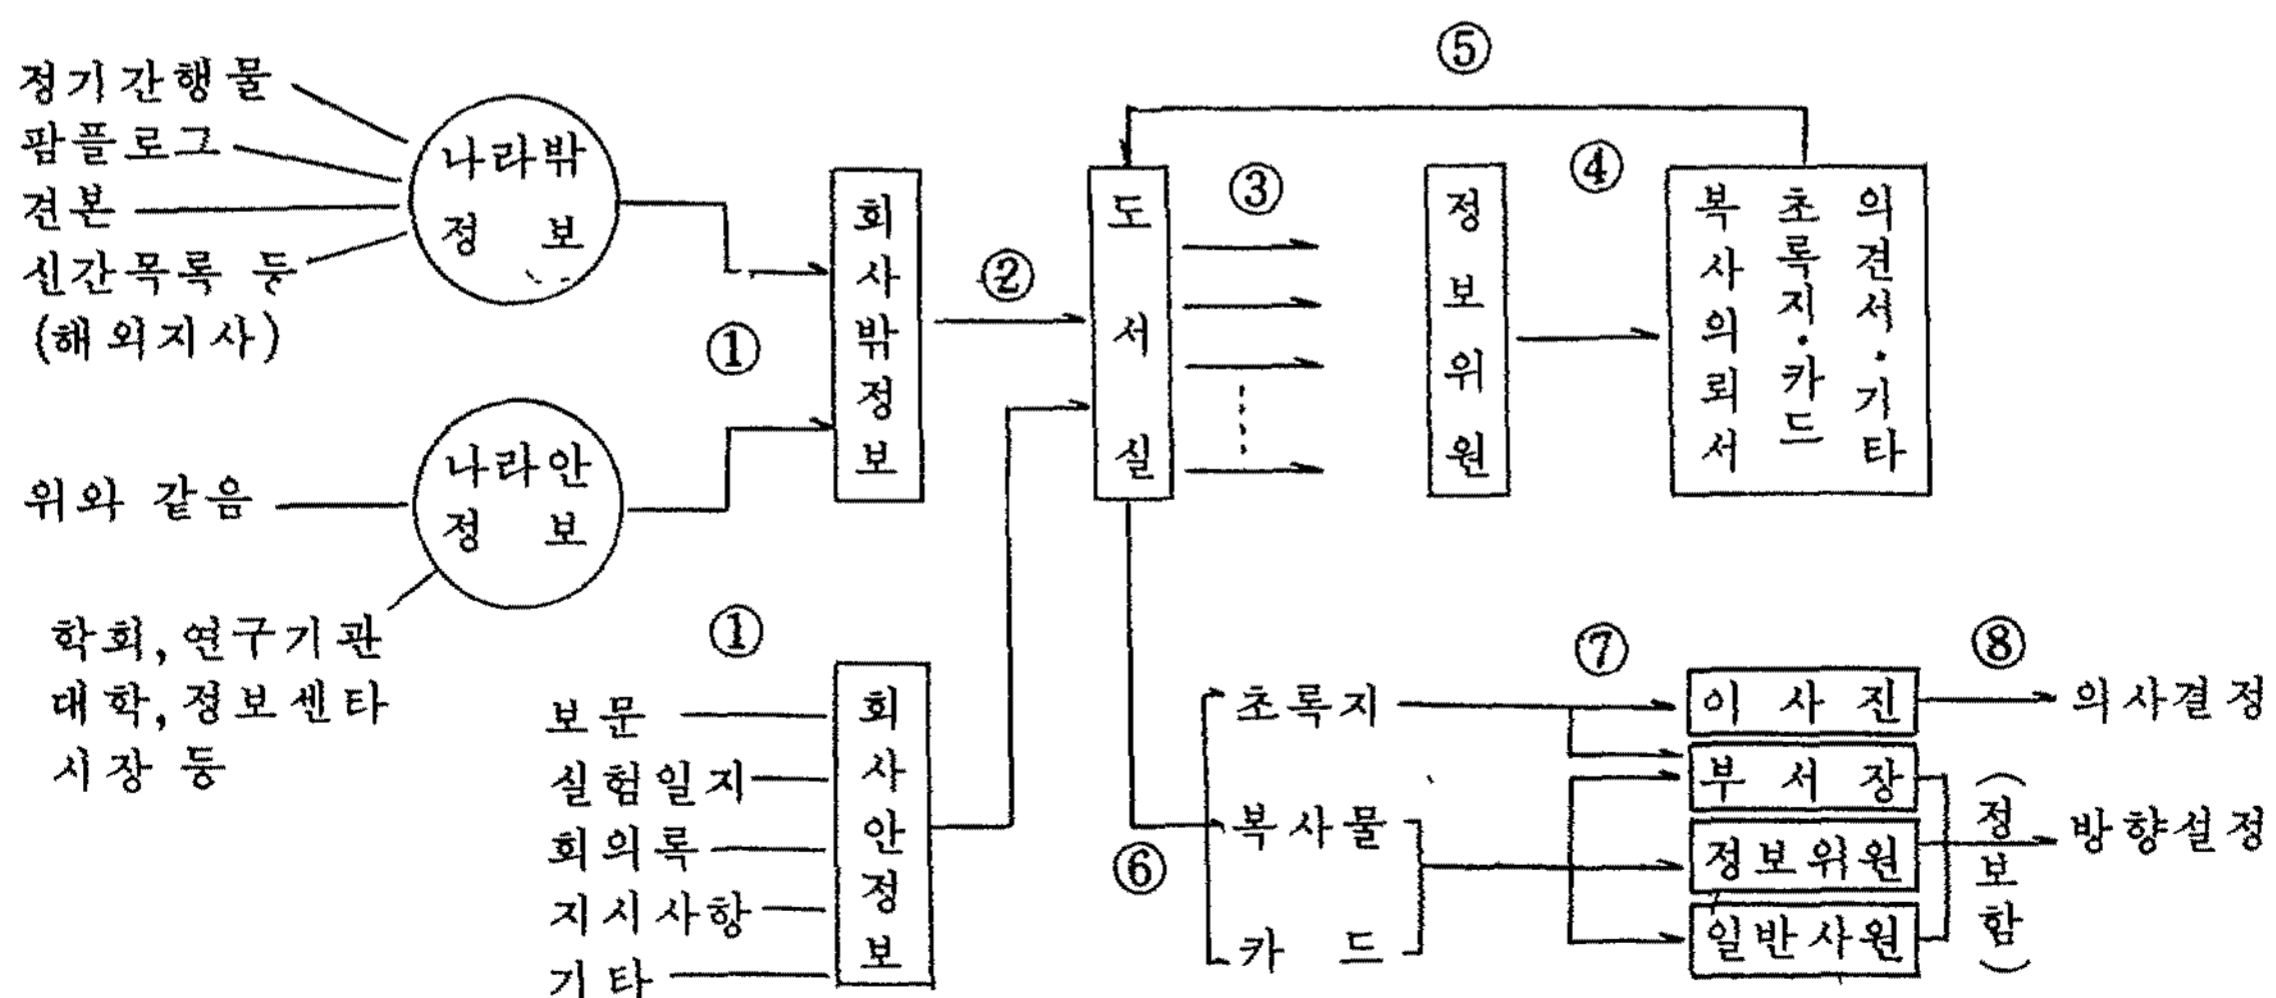 정기간행물
팜플로그
견본
신간목록 등
(해외지사)
나라밖
정 보
위와 같음
나라안
정 보
학회, 연구기관
대학, 정보센타
시장 등
①
회사밖정보
①
보문
실험일지
회의록
지시사항
기타
회사안정보
②
도서실
③
정보위원
④
복사의뢰서
초록지·카드
의견서·기타
⑤
⑥
초록지
복사물
카 드
⑦
이 사 진
부 서 장
정보위원
일반사원
⑧
(정보함)
의사결정
방향설정